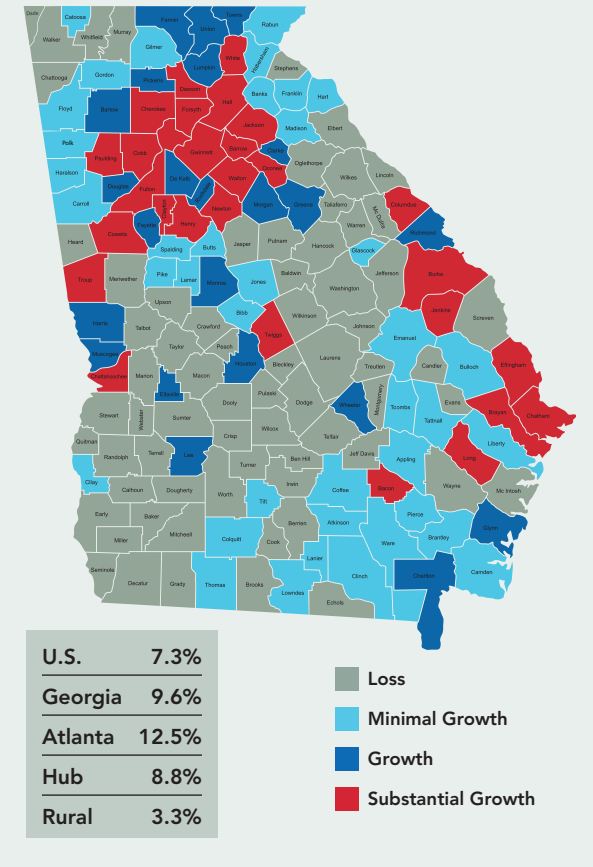 Dade
Catoosa
Fannin
Towns
Rabun
Walker
Whitfield
Murray
Union
Gilmer
White
Habersham
Lumpkin
Stephens
Chattooga
Gordon
Pickens
Dawson
Banks
Franklin
Hart
Floyd
Bartow
Cherokee
Forsyth
Hall
Jackson
Madison
Elbert
Polk
Paulding
Cobb
Gwinnett
Barrow
Clarke
Oconee
Oglethorpe
Wilkes
Lincoln
Haralson
Douglas
Fulton
De Kalb
Rockdale
Walton
Morgan
Greene
Taliaferro
Mc Duffie
Columbus
Carroll
Fayette
Clayton
Henry
Newton
Warren
Richmond
Heard
Coweta
Spalding
Butts
Jasper
Putnam
Hancock
Glascock
Troup
Meriwether
Pike
Lamar
Monroe
Jones
Baldwin
Washington
Jefferson
Burke
Upson
Bibb
Twiggs
Wilkinson
Johnson
Jenkins
Screven
Harris
Talbot
Crawford
Peach
Emanuel
Muscogee
Taylor
Houston
Bleckley
Laurens
Treutlen
Candler
Bulloch
Effingham
Chattahoochee
Marion
Macon
Pulaski
Dodge
Wheeler
Montgomery
Toombs
Evans
Bryan
Chatham
Stewart
Webster
Sumter
Dooly
Wilcox
Telfair
Tattnall
Liberty
Quitman
Randolph
Terrell
Lee
Crisp
Turner
Ben Hill
Jeff Davis
Appling
Long
Clay
Calhoun
Dougherty
Worth
Irwin
Coffee
Bacon
Wayne
Mc Intosh
Early
Baker
Mitchell
Tift
Berrien
Atkinson
Pierce
Glynn
Miller
Colquitt
Cook
Ware
Brantley
Seminole
Decatur
Grady
Thomas
Brooks
Lanier
Lowndes
Clinch
Charlton
Camden
Echols
U.S. 7.3%
Georgia 9.6%
Atlanta 12.5%
Hub 8.8%
Rural 3.3%
Loss
Minimal Growth
Growth
Substantial Growth